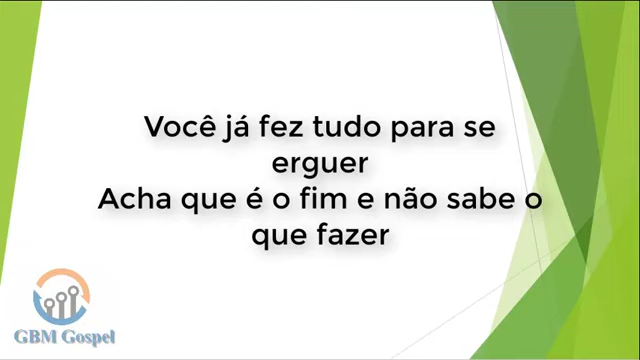 Você já fez tudo para se
erguer
Acha que é o fim e não sabe o
que fazer
GBM Gospel